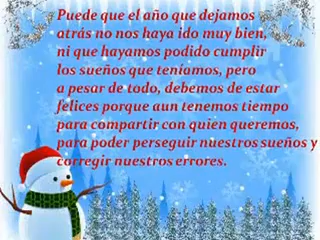 Puede que el año que dejamos
atrás no nos haya ido muy bien,
ni que hayamos podido cumplir
los sueños que teníamos, pero
a pesar de todo, debemos de estar
felices porque aun tenemos tiempo
para compartir con quien queremos,
para poder perseguir nuestros sueños y
corregir nuestros errores.